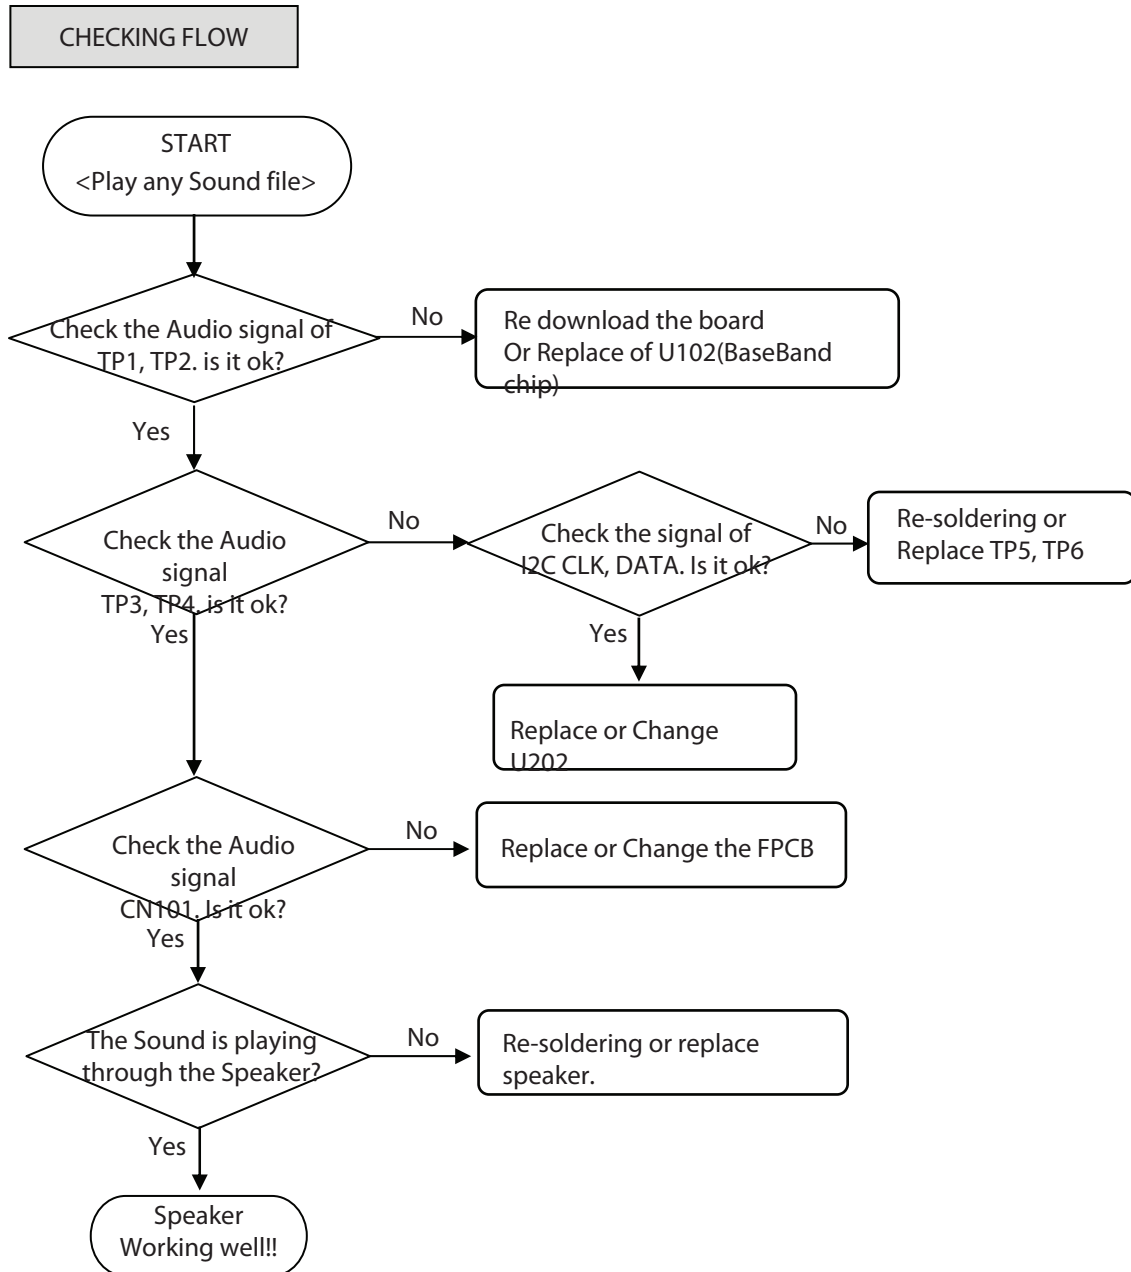 CHECKING FLOW
START
<Play any Sound file>
Check the Audio signal of
TP1, TP2. is it ok?
No
Re download the board
Or Replace of U102(BaseBand
chip)
Yes
Check the Audio
signal
TP3, TP4. is it ok?
No
Check the signal of
I2C CLK, DATA. Is it ok?
No
Re-soldering or
Replace TP5, TP6
Yes
Yes
Replace or Change
U202
Check the Audio
signal
CN101. Is it ok?
No
Replace or Change the FPCB
Yes
The Sound is playing
through the Speaker?
No
Re-soldering or replace
speaker.
Yes
Speaker
Working well!!